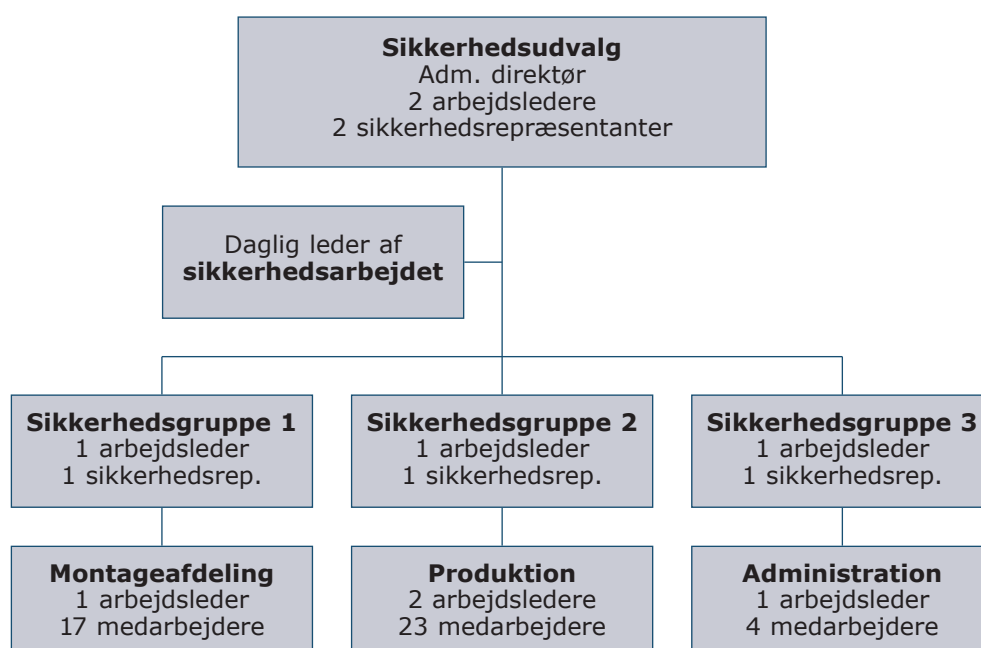 Sikkerhedsudvalg
Adm. direktør
2 arbejdsledere
2 sikkerhedsrepræsentanter
Daglig leder af
sikkerhedsarbejdet
Sikkerhedsgruppe 1
1 arbejdsleder
1 sikkerhedsrep.
Sikkerhedsgruppe 2
1 arbejdsleder
1 sikkerhedsrep.
Sikkerhedsgruppe 3
1 arbejdsleder
1 sikkerhedsrep.
Montageafdeling
1 arbejdsleder
17 medarbejdere
Produktion
2 arbejdsledere
23 medarbejdere
Administration
1 arbejdsleder
4 medarbejdere